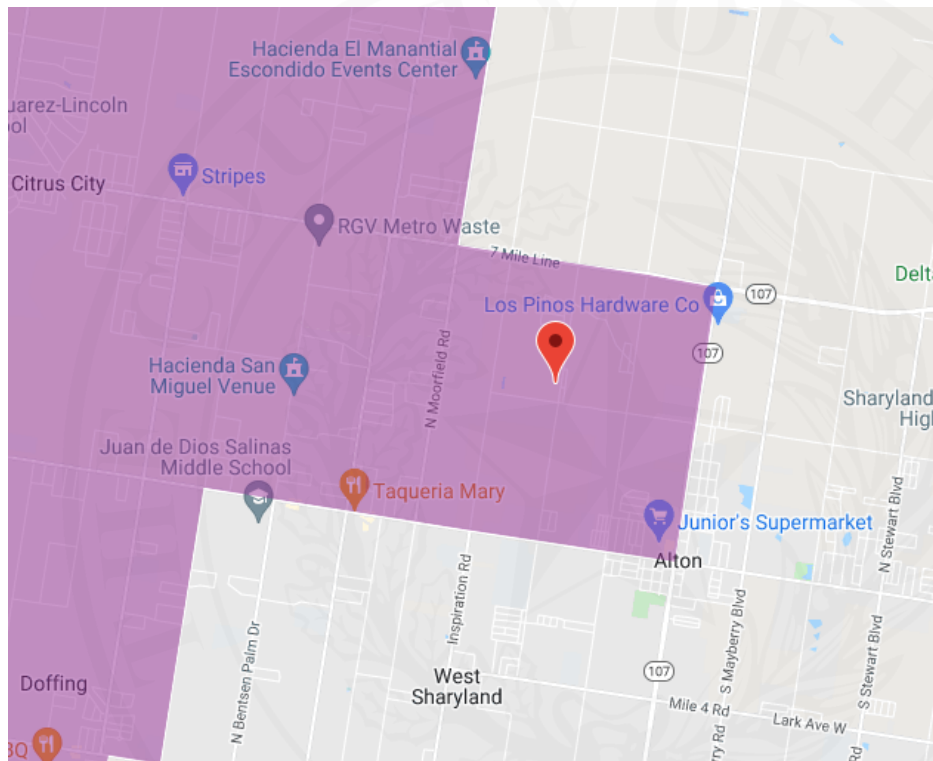 Hacienda El Manantial
Escondido Events Center
uarez-Lincoln
ool
Citrus City
Stripes
RGV Metro Waste
7 Mile Line
Delta
Los Pinos Hardware Co
107
107
N Moorfield Rd
Hacienda San
Miguel Venue
Sharyland
High
Juan de Dios Salinas
Middle School
Taqueria Mary
Junior's Supermarket
N Stewart Blvd
Alton
Inspiration Rd
S Mayberry Blvd
N Bentsen Palm Dr
S Stewart Blvd
West
Sharyland
107
Doffing
Mile 4 Rd
Lark Ave W
rry Rd
Rd
BQ